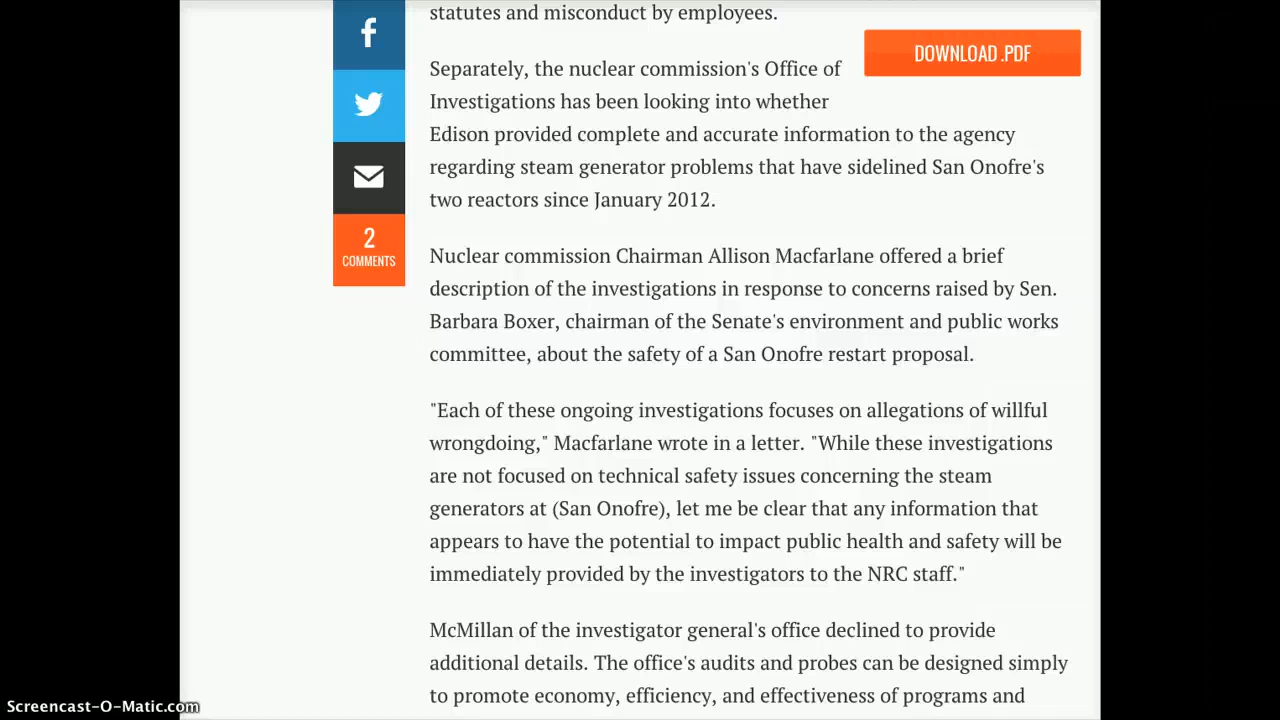 statutes and misconduct by employees.
DOWNLOAD .PDF
Separately, the nuclear commission's Office of
Investigations has been looking into whether
Edison provided complete and accurate information to the agency
regarding steam generator problems that have sidelined San Onofre's
two reactors since January 2012.
2
COMMENTS
Nuclear commission Chairman Allison Macfarlane offered a brief
description of the investigations in response to concerns raised by Sen.
Barbara Boxer, chairman of the Senate's environment and public works
committee, about the safety of a San Onofre restart proposal.
"Each of these ongoing investigations focuses on allegations of willful
wrongdoing," Macfarlane wrote in a letter. "While these investigations
are not focused on technical safety issues concerning the steam
generators at (San Onofre), let me be clear that any information that
appears to have the potential to impact public health and safety will be
immediately provided by the investigators to the NRC staff."
McMillan of the investigator general's office declined to provide
additional details. The office's audits and probes can be designed simply
to promote economy, efficiency, and effectiveness of programs and
Screencast-O-Matic.com